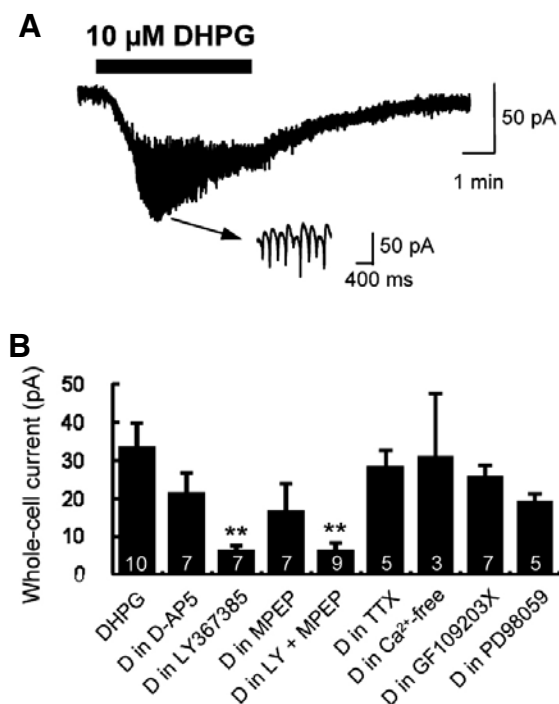 A
10 µM DHPG
50 pA
1 min
50 pA
400 ms
B
Whole-cell current (pA)
50
40
30
20
10
0
10
7
7
7
9
5
3
7
5
**
**
DHPG
D in D-AP5
D in LY367385
D in MPEP
D in LY + MPEP
D in TTX
D in Ca²⁺-free
D in GF109203X
D in PD98059